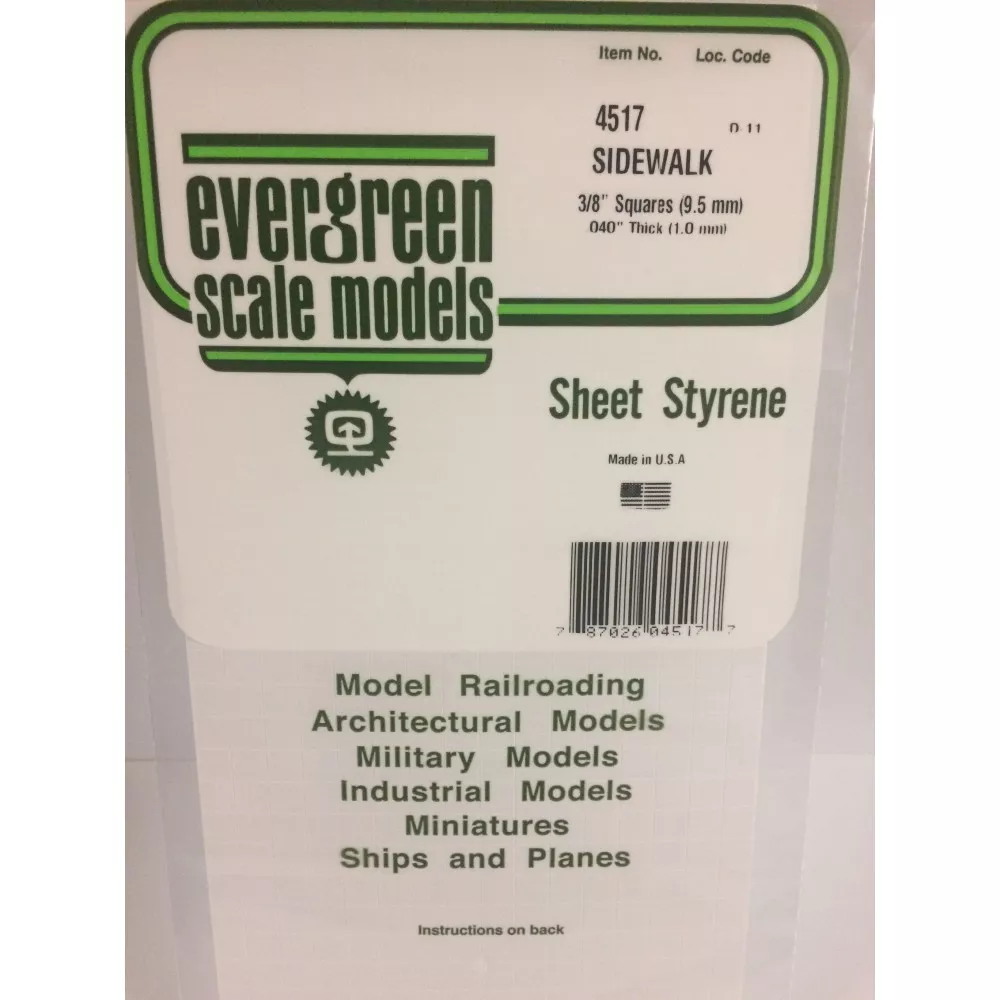 Item No. Loc. Code
4517 D-11
SIDEWALK
3/8" Squares (9.5 mm)
.040" Thick (1.0 mm)
evergreen
scale models
Sheet Styrene
Made in U.S.A
7 87026 04517 7
Model Railroading
Architectural Models
Military Models
Industrial Models
Miniatures
Ships and Planes
Instructions on back